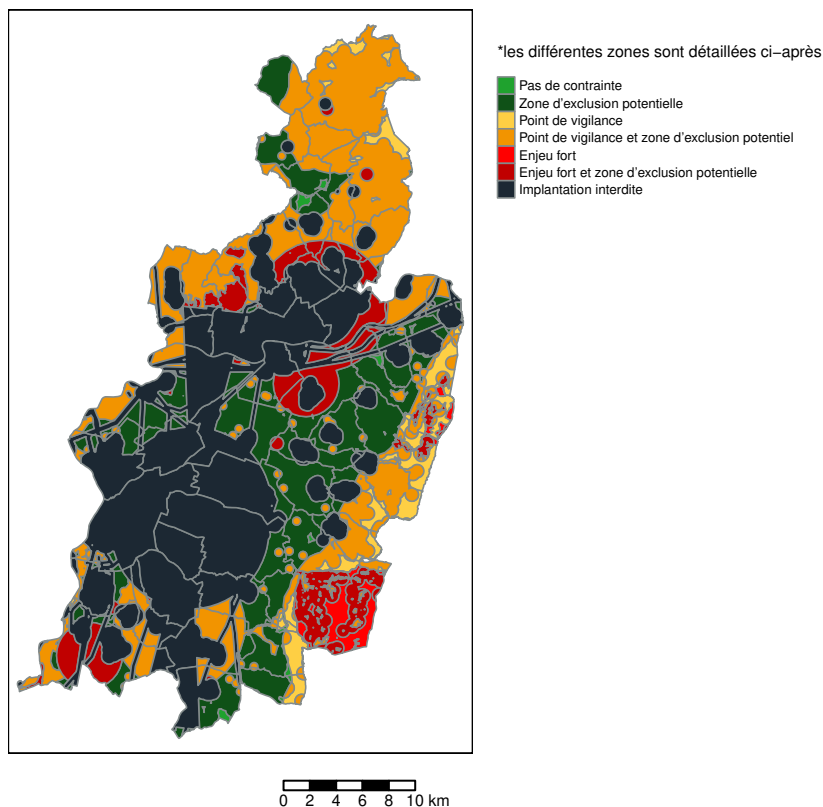 *les différentes zones sont détaillées ci−après
Pas de contrainte
Zone d'exclusion potentielle
Point de vigilance
Point de vigilance et zone d'exclusion potentiel
Enjeu fort
Enjeu fort et zone d'exclusion potentielle
Implantation interdite
0 2 4 6 8 10 km